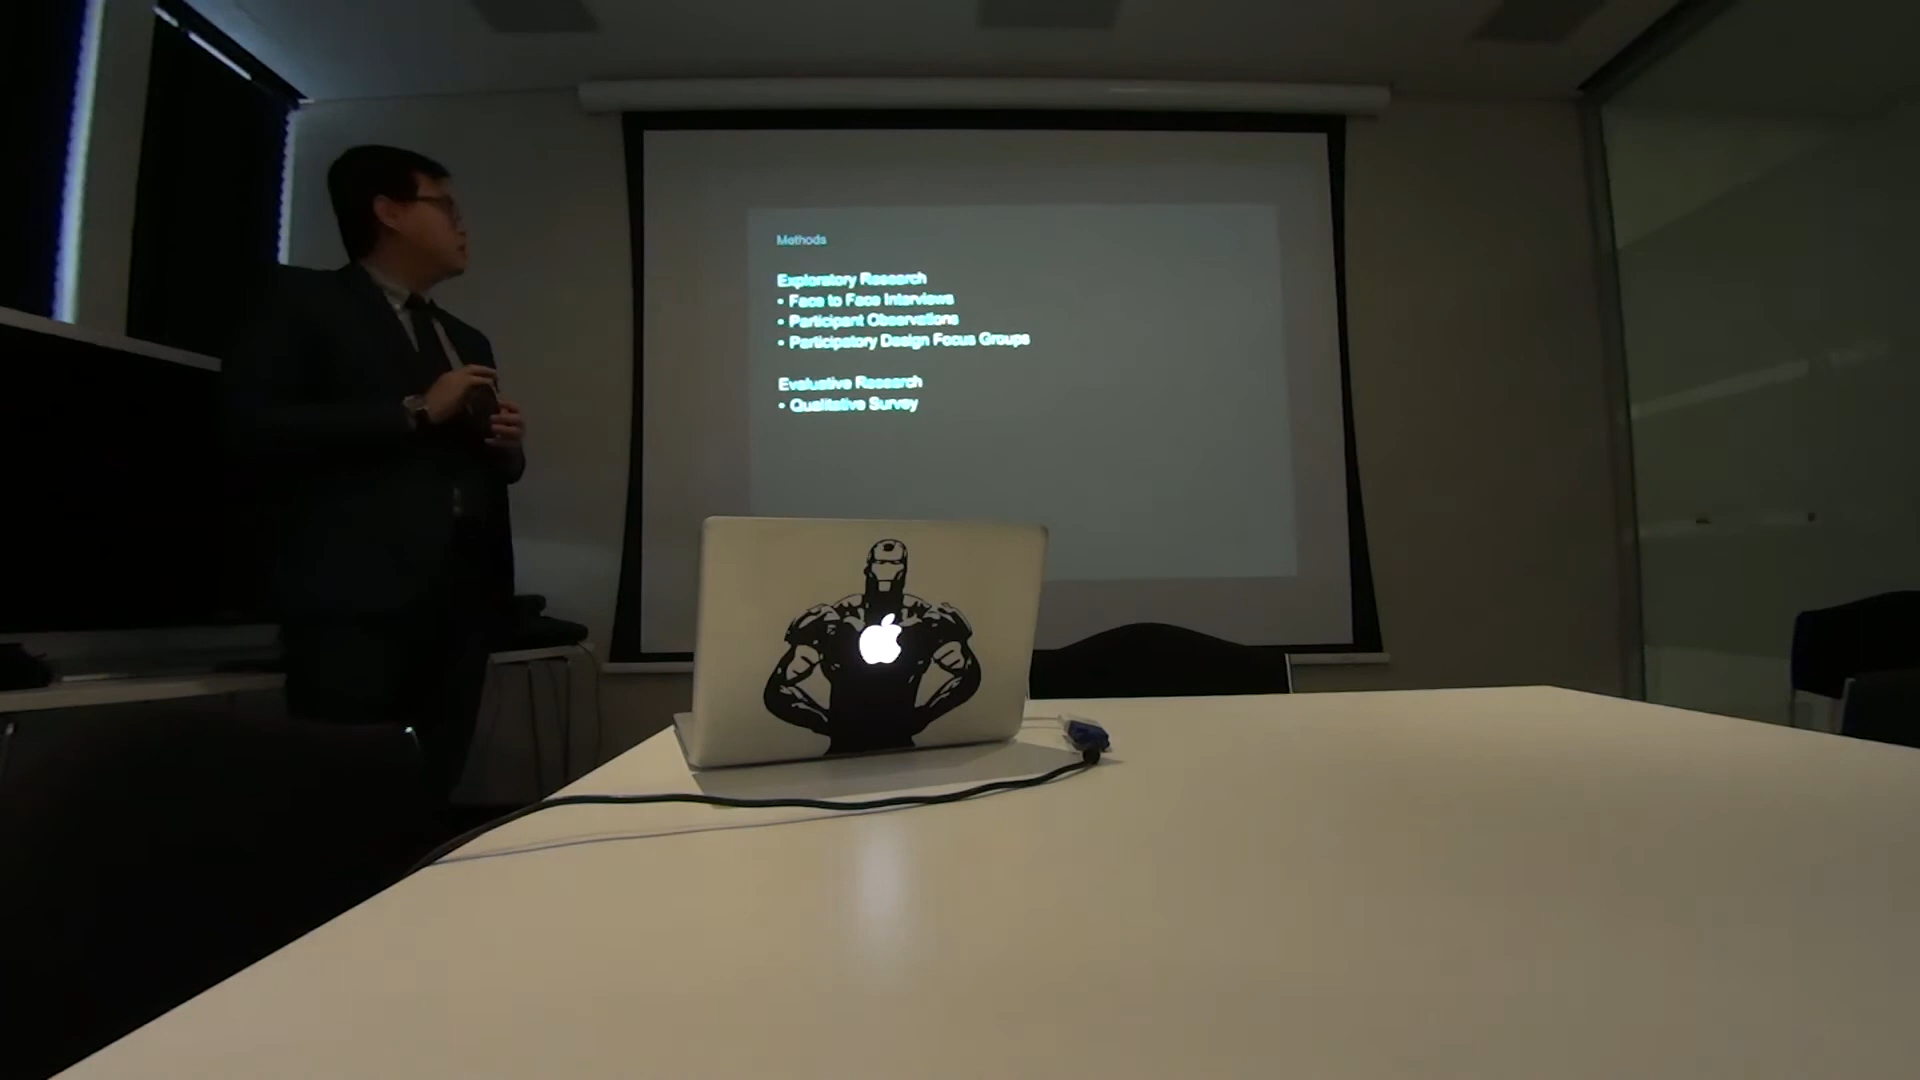 Methods
Exploratory Research
• Face to Face Interviews
• Participant Observations
• Participatory Design Focus Groups
Evaluative Research
• Qualitative Survey